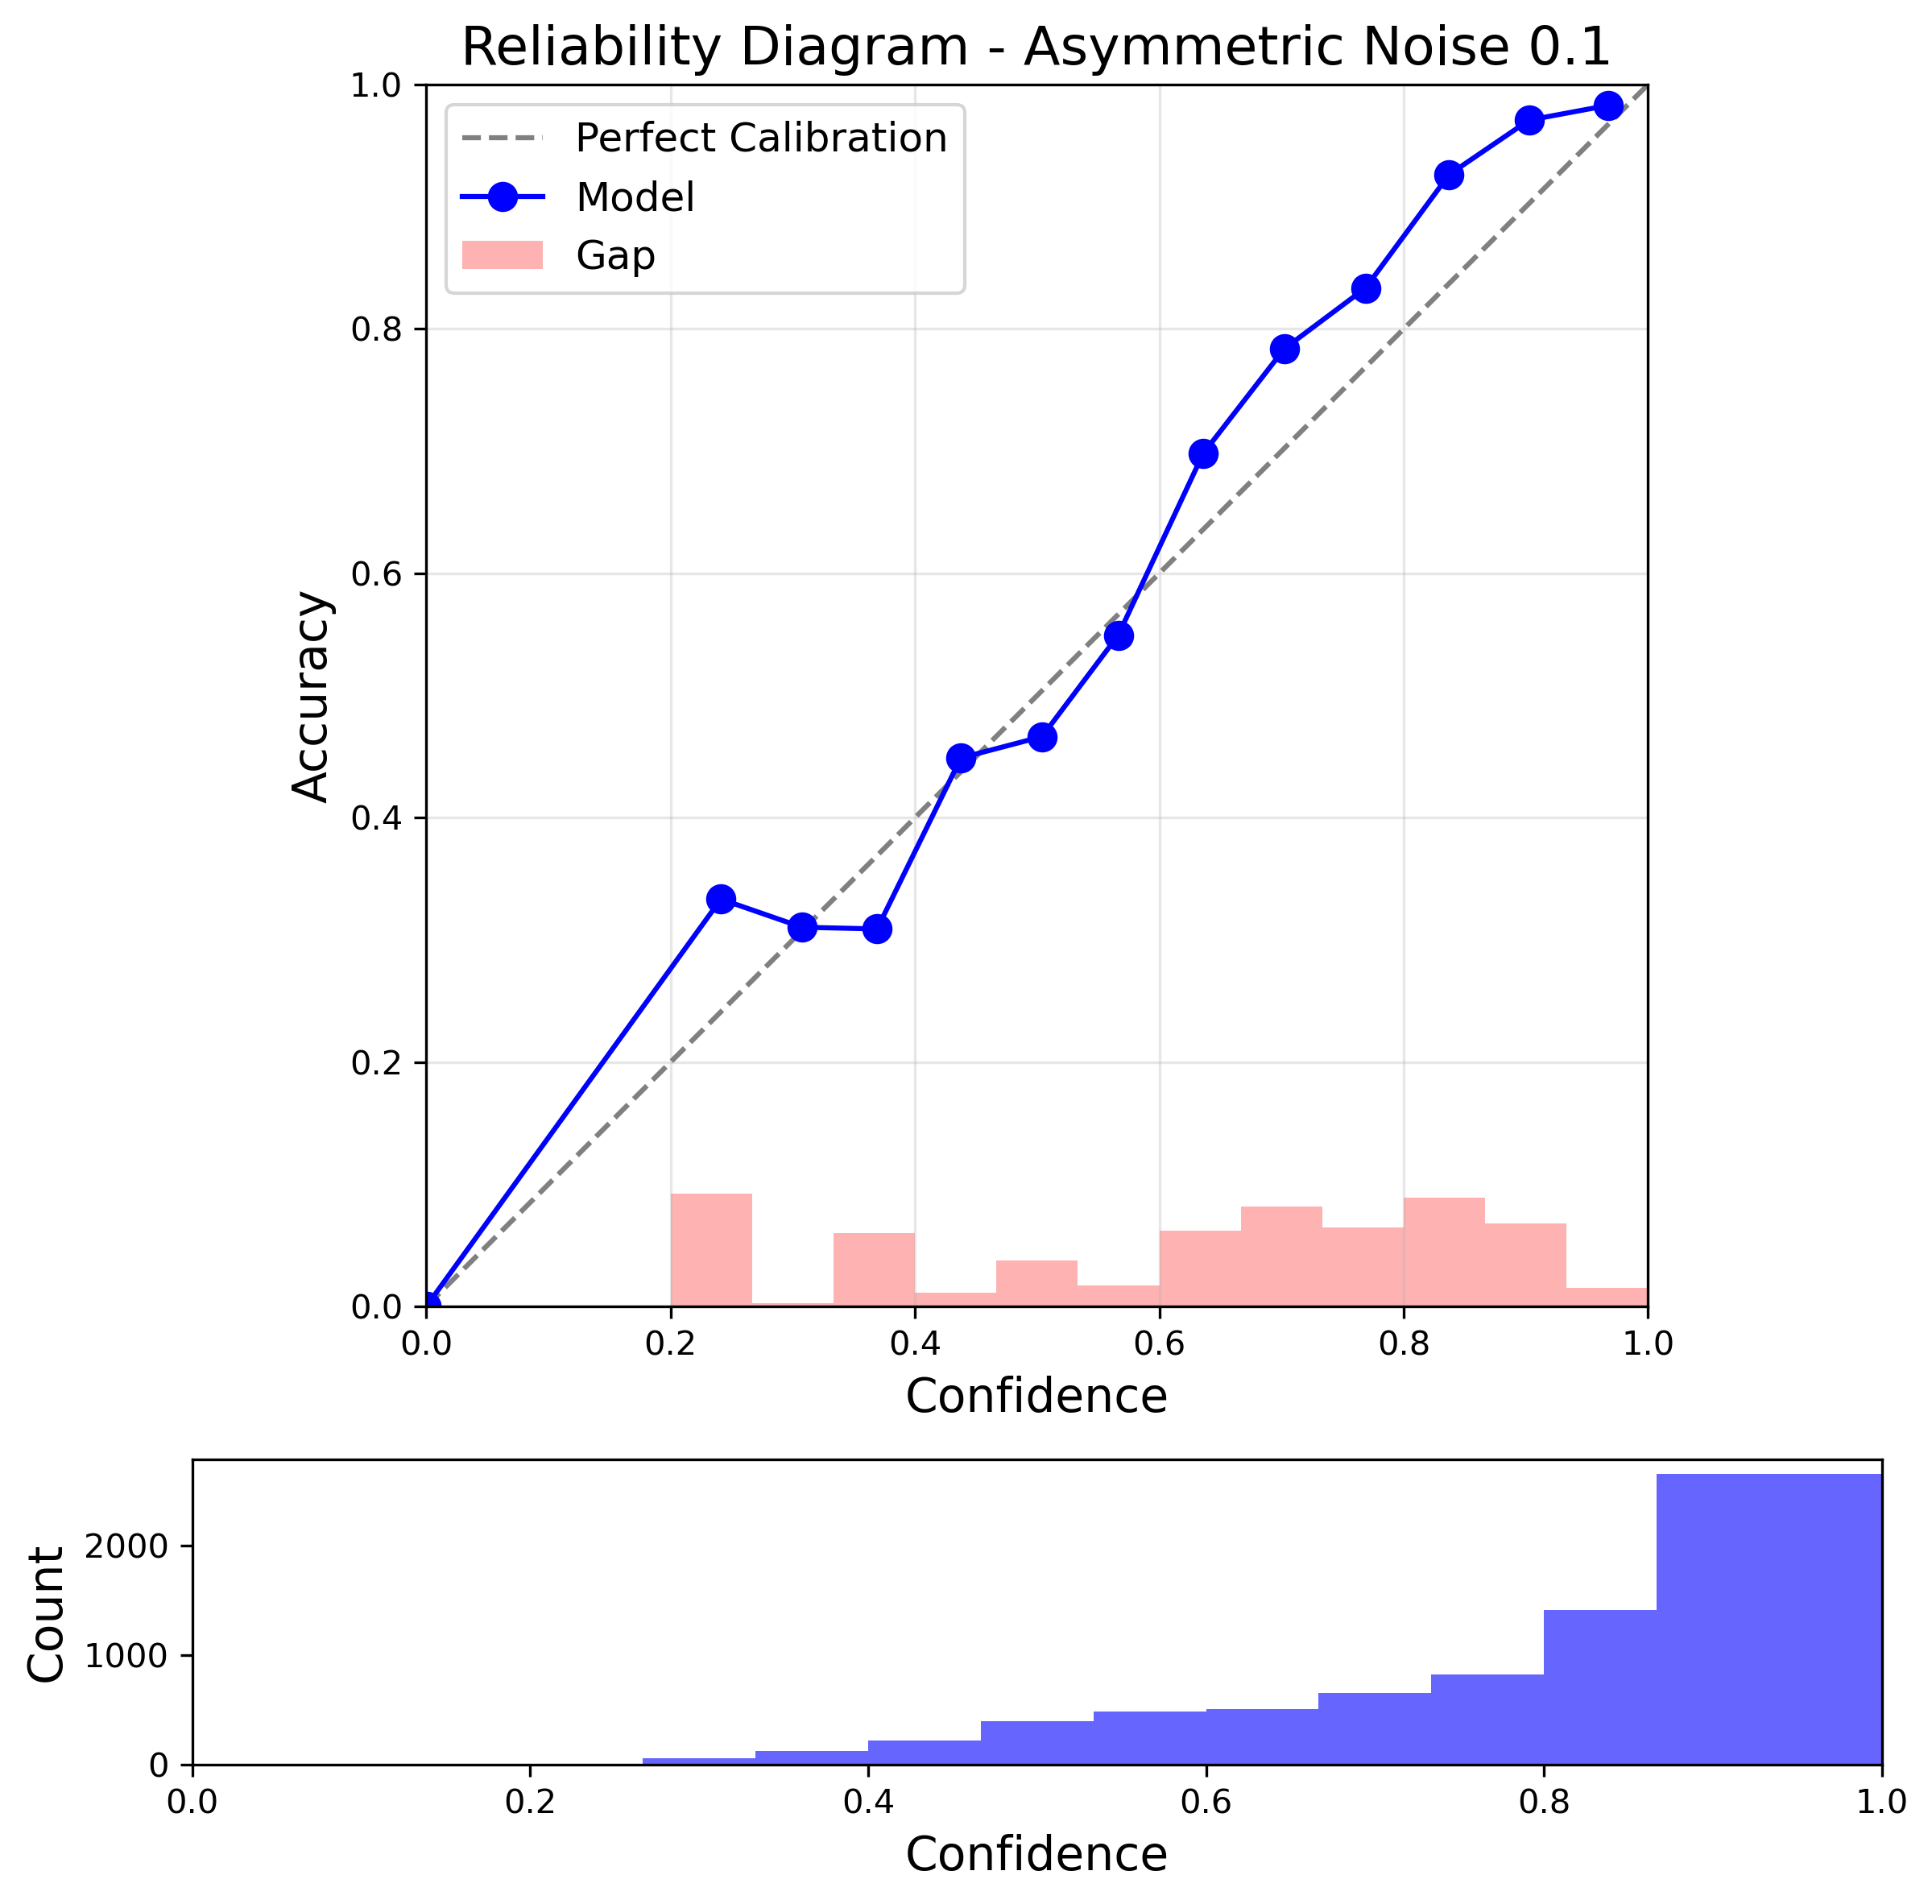 Reliability Diagram - Asymmetric Noise 0.1
1.0
0.8
0.6
0.4
0.2
0.0
Accuracy
Perfect Calibration
Model
Gap
0.0 0.2 0.4 0.6 0.8 1.0
Confidence
2000
1000
0
Count
0.0 0.2 0.4 0.6 0.8 1.0
Confidence